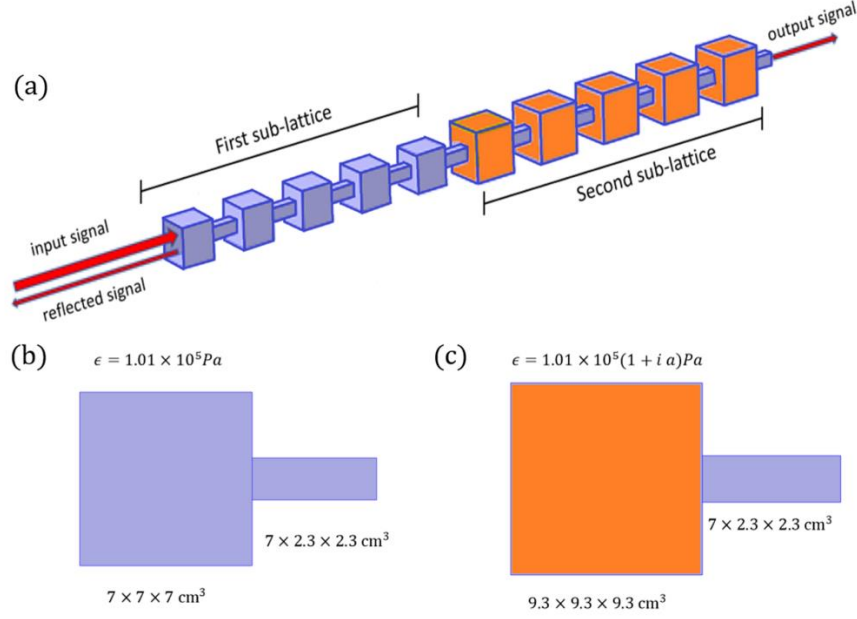 (a)
output signal
First sub-lattice
Second sub-lattice
input signal
reflected signal
(b)
ϵ = 1.01 × 10⁵Pa
7 × 2.3 × 2.3 cm³
7 × 7 × 7 cm³
(c)
ϵ = 1.01 × 10⁵(1 + i a)Pa
7 × 2.3 × 2.3 cm³
9.3 × 9.3 × 9.3 cm³